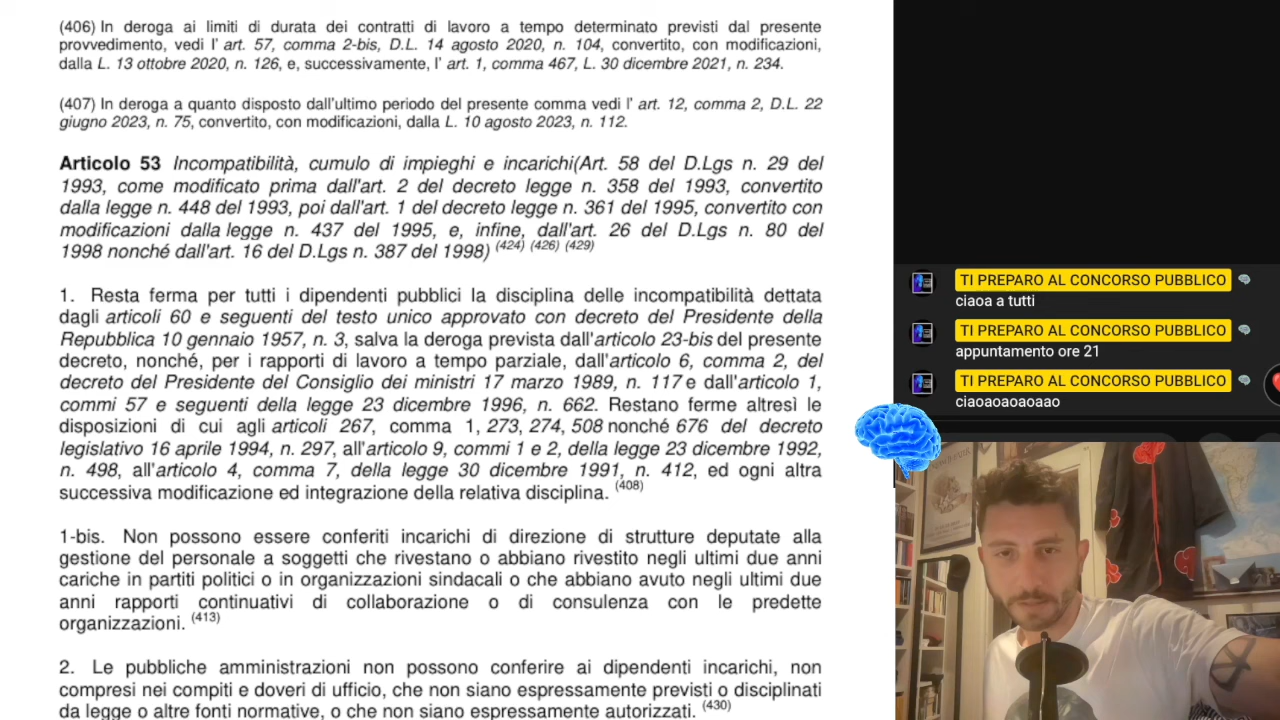 (406) In deroga ai limiti di durata dei contratti di lavoro a tempo determinato previsti dal presente
provvedimento, vedi l' art. 57, comma 2-bis, D.L. 14 agosto 2020, n. 104, convertito, con modificazioni,
dalla L. 13 ottobre 2020, n. 126, e, successivamente, l' art. 1, comma 467, L. 30 dicembre 2021, n. 234.
(407) In deroga a quanto disposto dall'ultimo periodo del presente comma vedi l' art. 12, comma 2, D.L. 22
giugno 2023, n. 75, convertito, con modificazioni, dalla L. 10 agosto 2023, n. 112.
Articolo 53 Incompatibilità, cumulo di impieghi e incarichi(Art. 58 del D.Lgs n. 29 del
1993, come modificato prima dall'art. 2 del decreto legge n. 358 del 1993, convertito
dalla legge n. 448 del 1993, poi dall'art. 1 del decreto legge n. 361 del 1995, convertito con
modificazioni dalla legge n. 437 del 1995, e, infine, dall'art. 26 del D.Lgs n. 80 del
1998 nonché dall'art. 16 del D.Lgs n. 387 del 1998) (424) (426) (429)
1. Resta ferma per tutti i dipendenti pubblici la disciplina delle incompatibilità dettata
dagli articoli 60 e seguenti del testo unico approvato con decreto del Presidente della
Repubblica 10 gennaio 1957, n. 3, salva la deroga prevista dall'articolo 23-bis del presente
decreto, nonché, per i rapporti di lavoro a tempo parziale, dall'articolo 6, comma 2, del
decreto del Presidente del Consiglio dei ministri 17 marzo 1989, n. 117 e dall'articolo 1,
commi 57 e seguenti della legge 23 dicembre 1996, n. 662. Restano ferme altresì le
disposizioni di cui agli articoli 267, comma 1, 273, 274, 508 nonché 676 del decreto
legislativo 16 aprile 1994, n. 297, all'articolo 9, commi 1 e 2, della legge 23 dicembre 1992,
n. 498, all'articolo 4, comma 7, della legge 30 dicembre 1991, n. 412, ed ogni altra
successiva modificazione ed integrazione della relativa disciplina. (408)
1-bis. Non possono essere conferiti incarichi di direzione di strutture deputate alla
gestione del personale a soggetti che rivestano o abbiano rivestito negli ultimi due anni
cariche in partiti politici o in organizzazioni sindacali o che abbiano avuto negli ultimi due
anni rapporti continuativi di collaborazione o di consulenza con le predette
organizzazioni. (413)
2. Le pubbliche amministrazioni non possono conferire ai dipendenti incarichi, non
compresi nei compiti e doveri di ufficio, che non siano espressamente previsti o disciplinati
da legge o altre fonti normative, o che non siano espressamente autorizzati. (430)
TI PREPARO AL CONCORSO PUBBLICO
ciaoa a tutti
TI PREPARO AL CONCORSO PUBBLICO
appuntamento ore 21
TI PREPARO AL CONCORSO PUBBLICO
ciaoaoaoaoaao